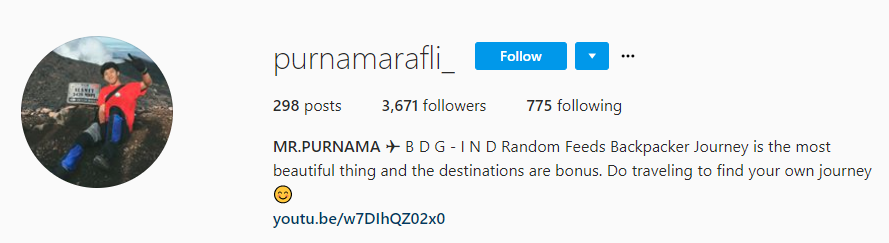 purnamarafli_ Follow
298 posts 3,671 followers 775 following
MR.PURNAMA ✈ B D G - I N D Random Feeds Backpacker Journey is the most
beautiful thing and the destinations are bonus. Do traveling to find your own journey
😊
youtu.be/w7DIhQZ02x0